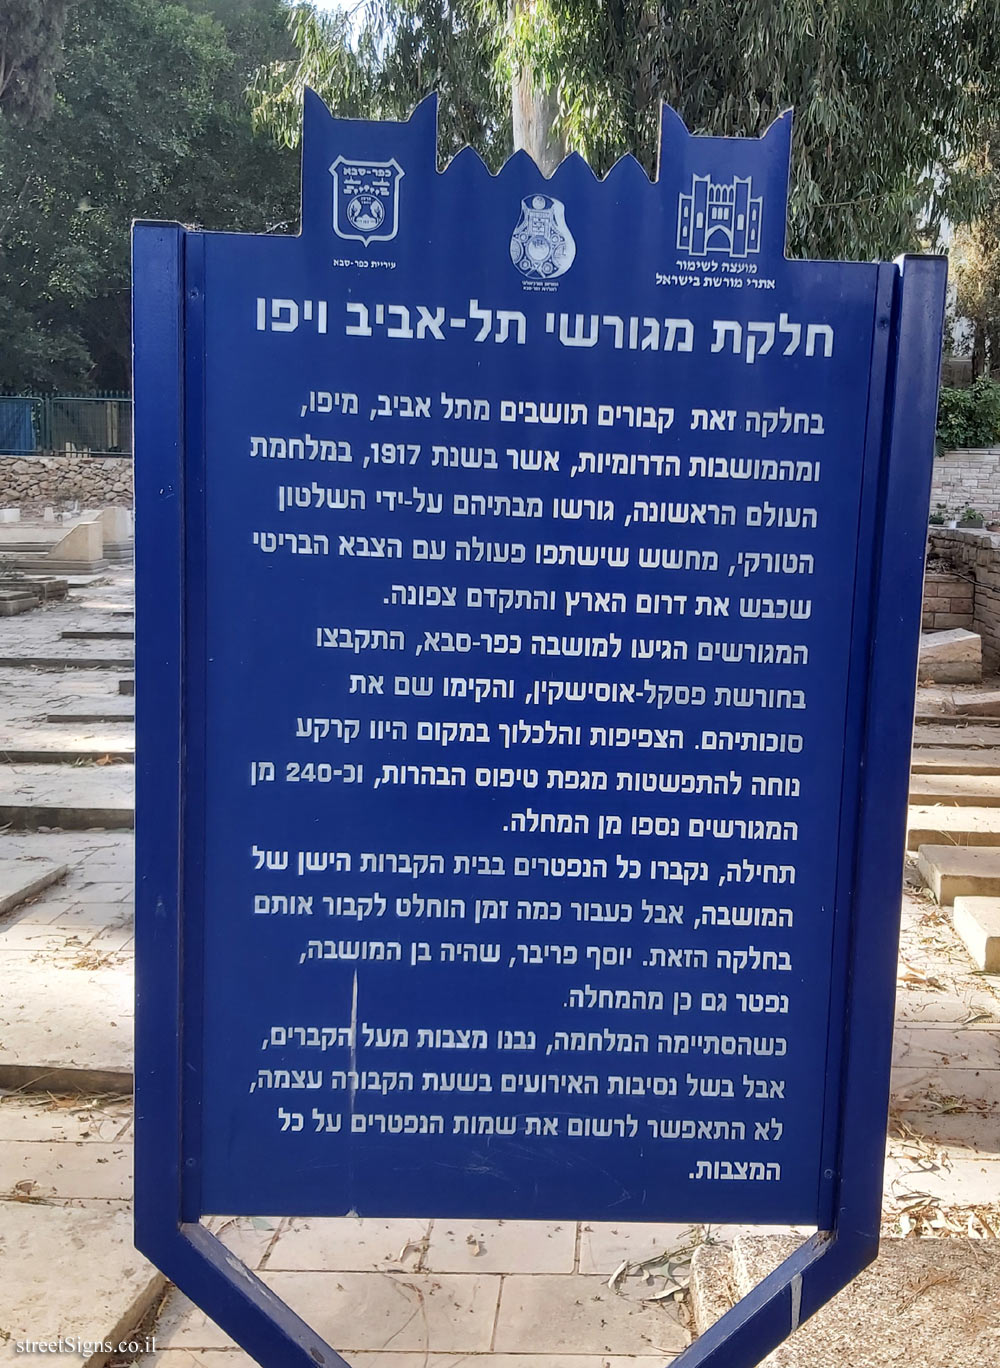 כפר-סבא
עיריית כפר-סבא
מועצה לשימור
אתרי מורשת בישראל
חלקת מגורשי תל-אביב ויפו
בחלקה זאת קבורים תושבים מתל אביב, מיפו,
ומהמושבות הדרומיות, אשר בשנת 1917, במלחמת
העולם הראשונה, גורשו מבתיהם על-ידי השלטון
הטורקי, מחשש שישתפו פעולה עם הצבא הבריטי
שכבש את דרום הארץ והתקדם צפונה.
המגורשים הגיעו למושבה כפר-סבא, התקבצו
בחורשת פסקל-אוסישקין, והקימו שם את
סוכותיהם. הצפיפות והלכלוך במקום היוו קרקע
נוחה להתפשטות מגפת טיפוס הבהרות, וכ-240 מן
המגורשים נספו מן המחלה.
תחילה, נקברו כל הנפטרים בבית הקברות הישן של
המושבה, אבל כעבור כמה זמן הוחלט לקבור אותם
בחלקה הזאת. יוסף פריבר, שהיה בן המושבה,
נפטר גם כן מהמחלה.
כשהסתיימה המלחמה, נבנו מצבות מעל הקברים,
אבל בשל נסיבות האירועים בשעת הקבורה עצמה,
לא התאפשר לרשום את שמות הנפטרים על כל
המצבות.
streetSigns.co.il